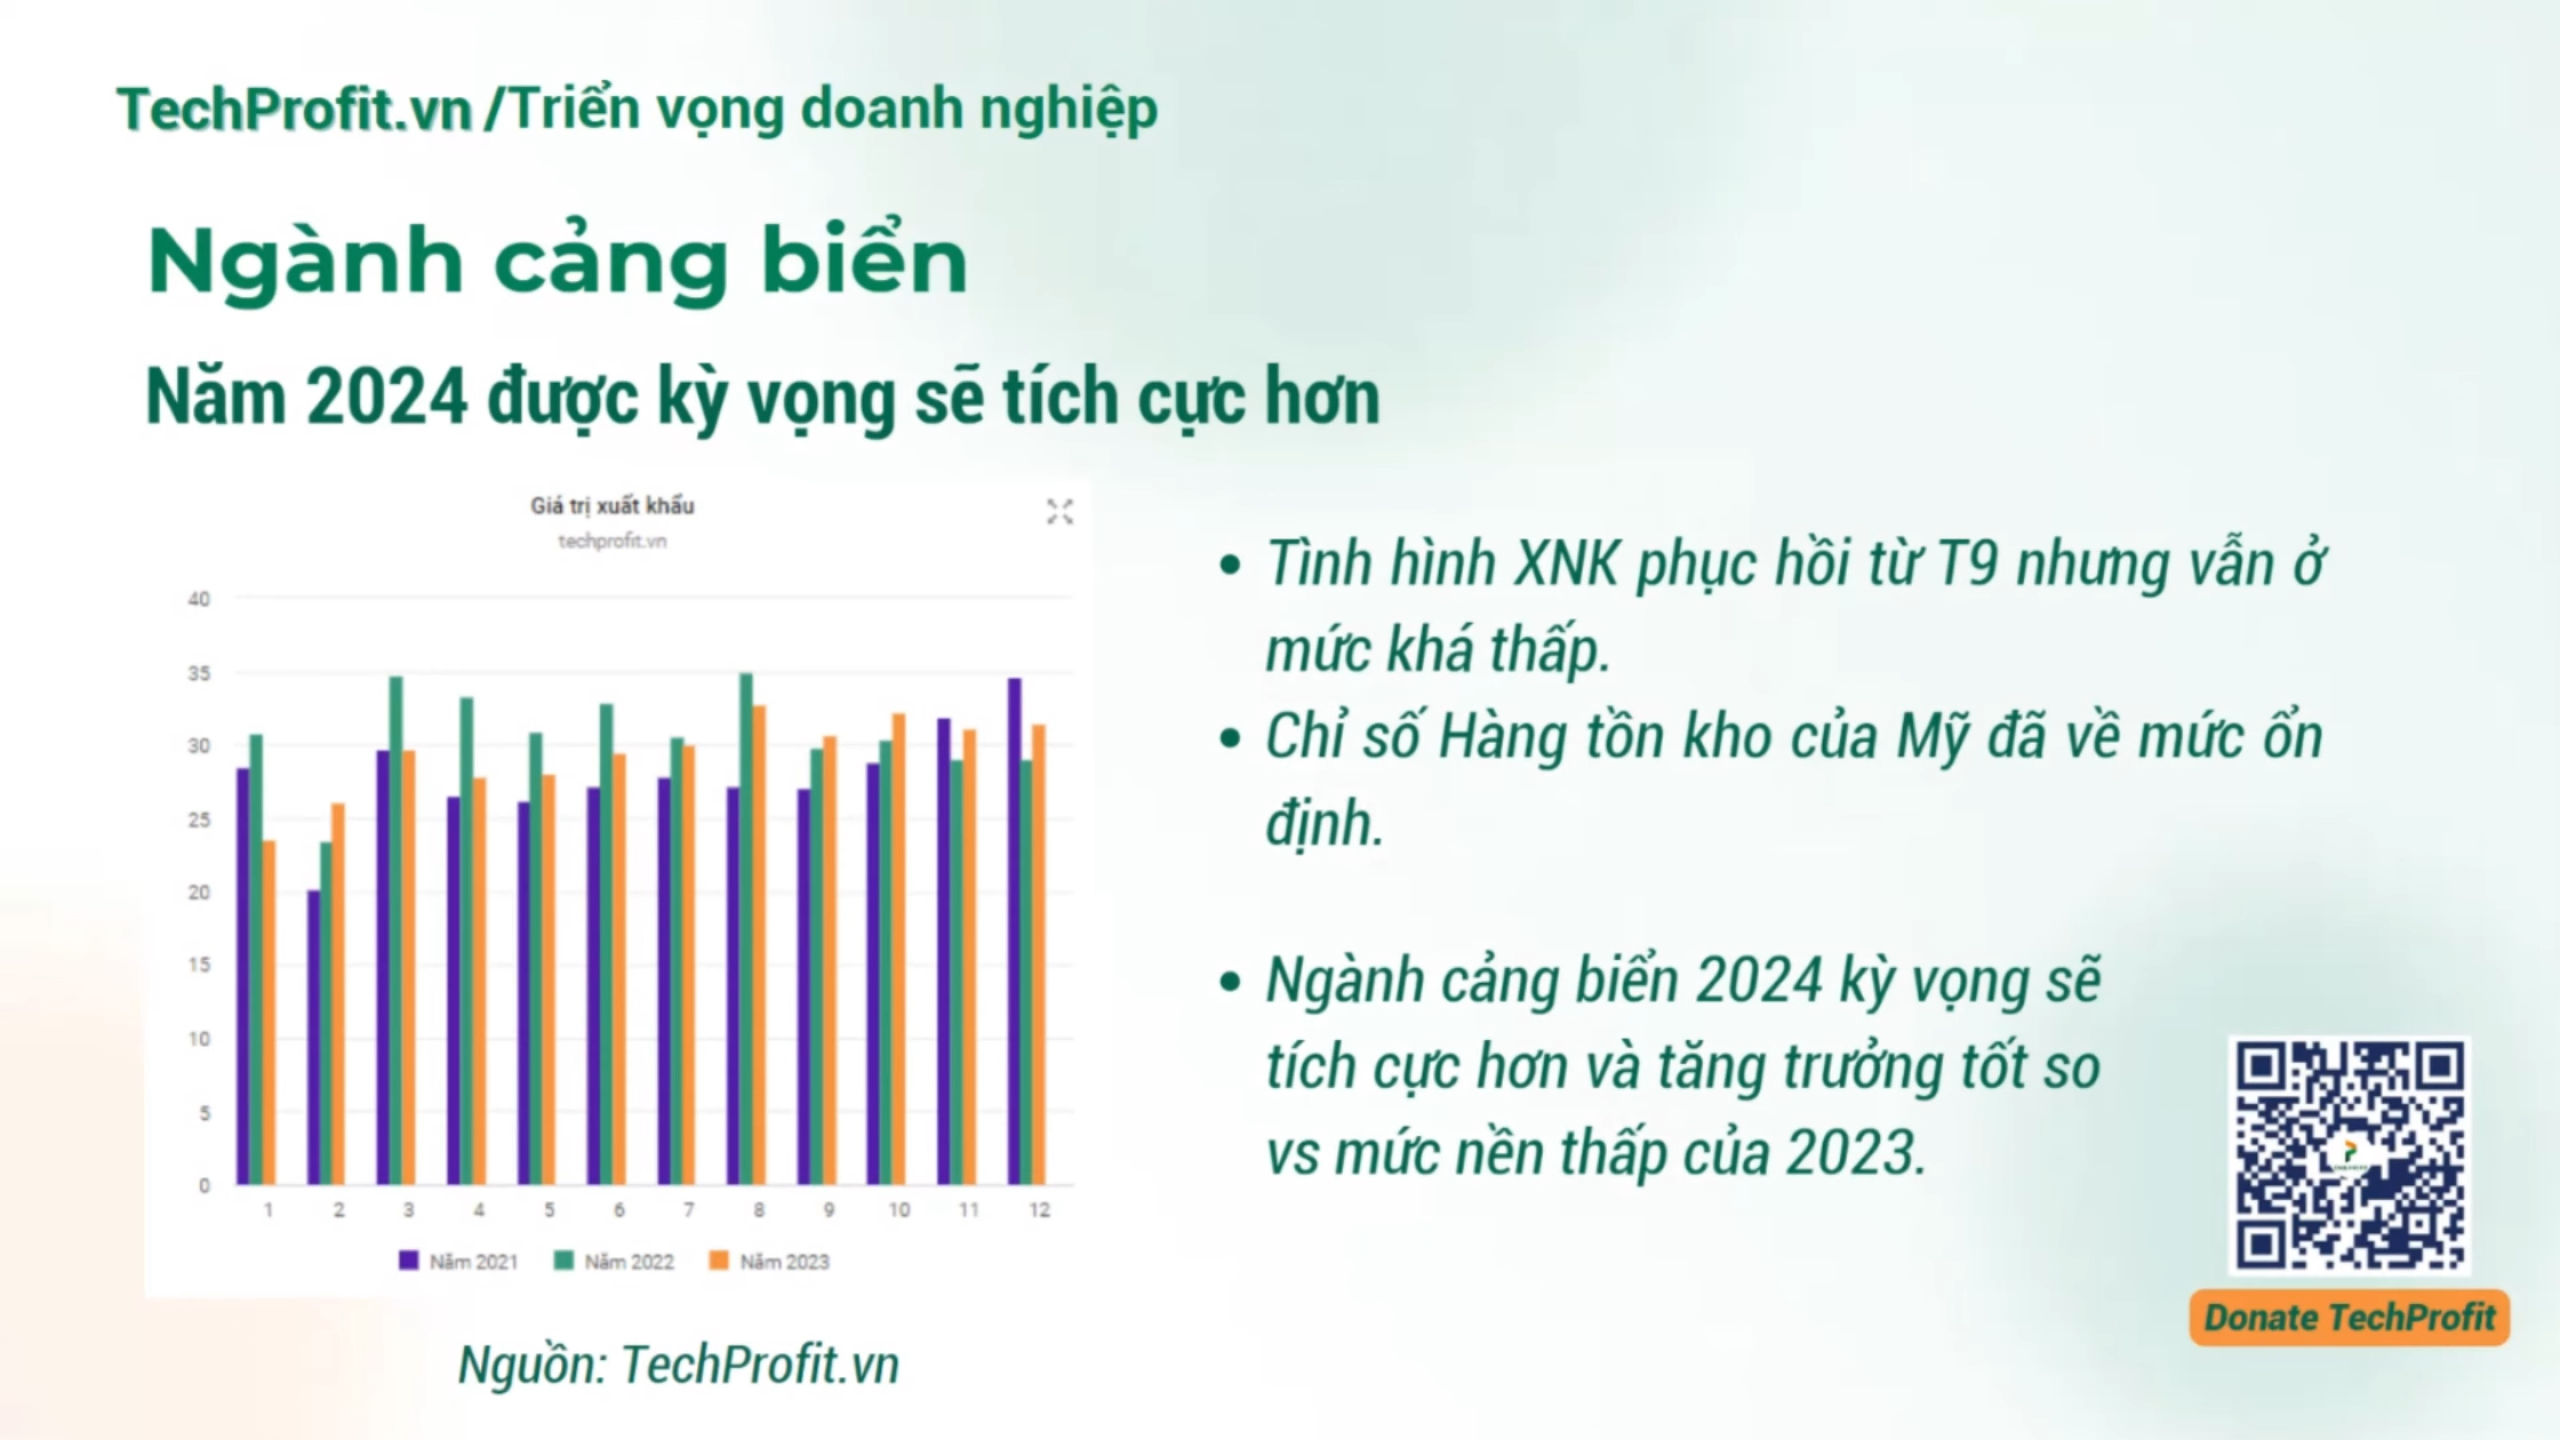 TechProfit.vn /Triển vọng doanh nghiệp
Ngành cảng biển
Năm 2024 được kỳ vọng sẽ tích cực hơn
Giá trị xuất khẩu
techprofit.vn
40
35
30
25
20
15
10
5
0
1 2 3 4 5 6 7 8 9 10 11 12
Năm 2021 Năm 2022 Năm 2023
Nguồn: TechProfit.vn
• Tình hình XNK phục hồi từ T9 nhưng vẫn ở
mức khá thấp.
• Chỉ số Hàng tồn kho của Mỹ đã về mức ổn
định.
• Ngành cảng biển 2024 kỳ vọng sẽ
tích cực hơn và tăng trưởng tốt so
vs mức nền thấp của 2023.
Donate TechProfit